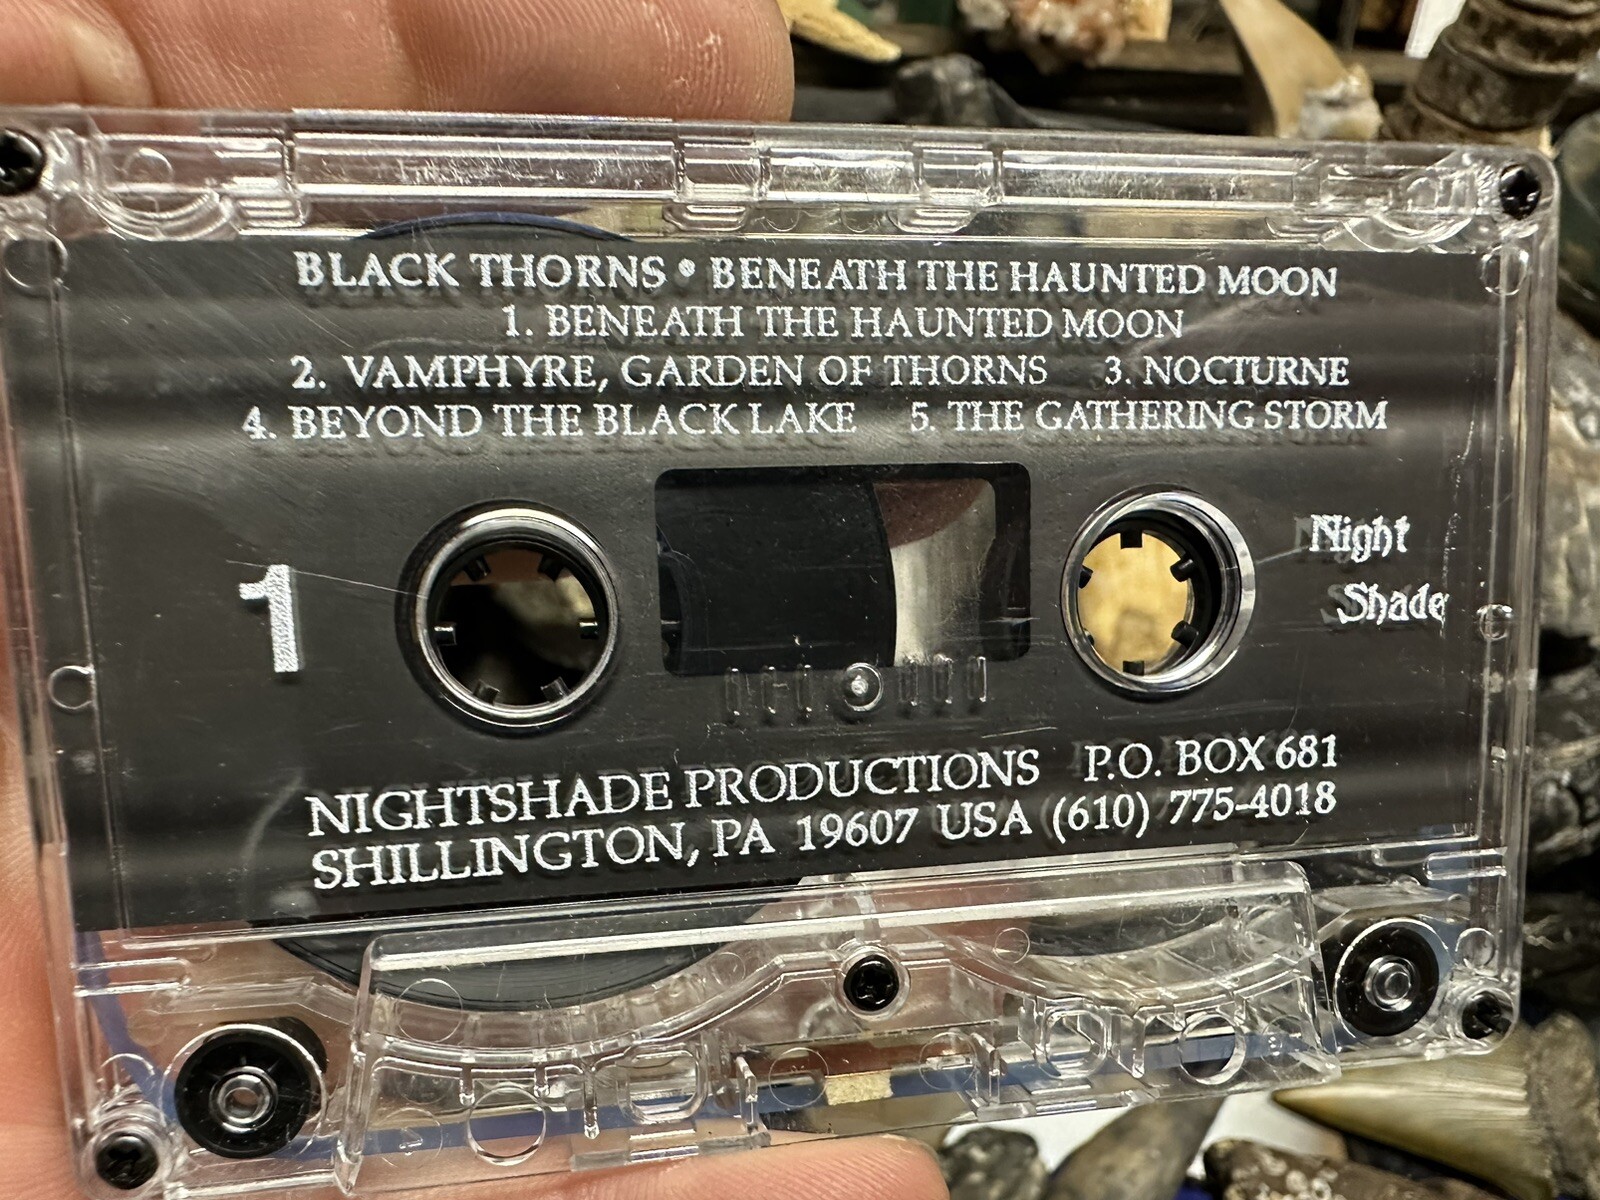 BLACK THORNS • BENEATH THE HAUNTED MOON
1. BENEATH THE HAUNTED MOON
2. VAMPHYRE, GARDEN OF THORNS 3. NOCTURNE
4. BEYOND THE BLACK LAKE 5. THE GATHERING STORM
1
Night
Shade
NIGHTSHADE PRODUCTIONS P.O. BOX 681
SHILLINGTON, PA 19607 USA (610) 775-4018